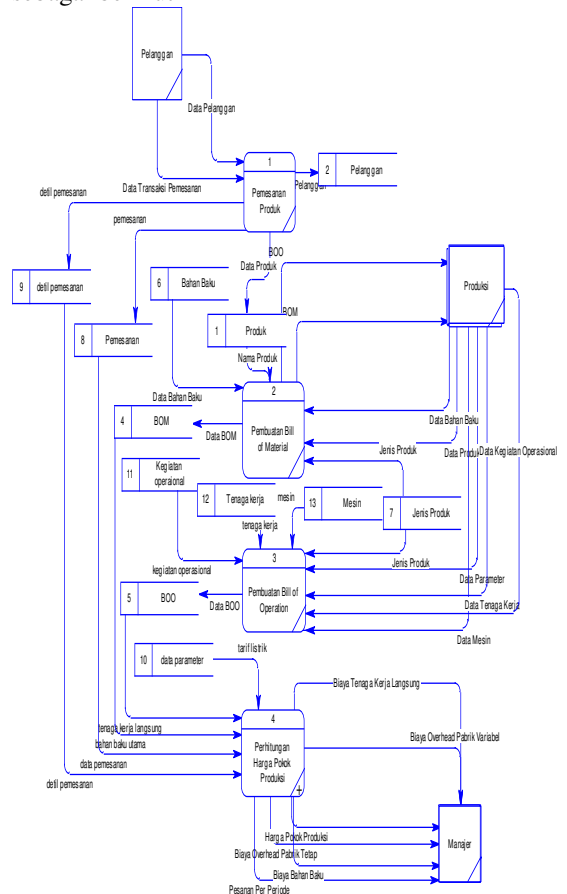 Pelanggan
Data Pelanggan
1
2
Pelanggan
Pelanggan
detil pemesanan
Data Transaksi Pemesanan
Pemesanan
Produk
pemesanan
BOO
Data Produk
9
detil pemesanan
6
Bahan Baku
Produksi
8
Pemesanan
1
Produk
BOM
Nama Produk
2
Data Bahan Baku
4
BOM
Data BOM
Pembuatan Bill
of Material
Data Bahan Baku
Jenis Produk
Data Produk
Data Kegiatan Operasional
11
Kegiatan
operaional
12
Tenaga kerja
mesin
13
Mesin
7
Jenis Produk
tenaga kerja
3
kegiatan operasional
Jenis Produk
Data Parameter
5
BOO
Data BOO
Pembuatan Bill of
Operation
Data Tenaga Kerja
Data Mesin
10
data parameter
tarif listrik
Biaya Tenaga Kerja Langsung
4
tenaga kerja langsung
bahan baku utama
data pemesanan
detil pemesanan
Perhitungan
Harga Pokok
Produksi
+
Biaya Overhead Pabrik Variabel
Harga Pokok Produksi
Biaya Overhead Pabrik Tetap
Biaya Bahan Baku
Pesanan Per Periode
Manajer